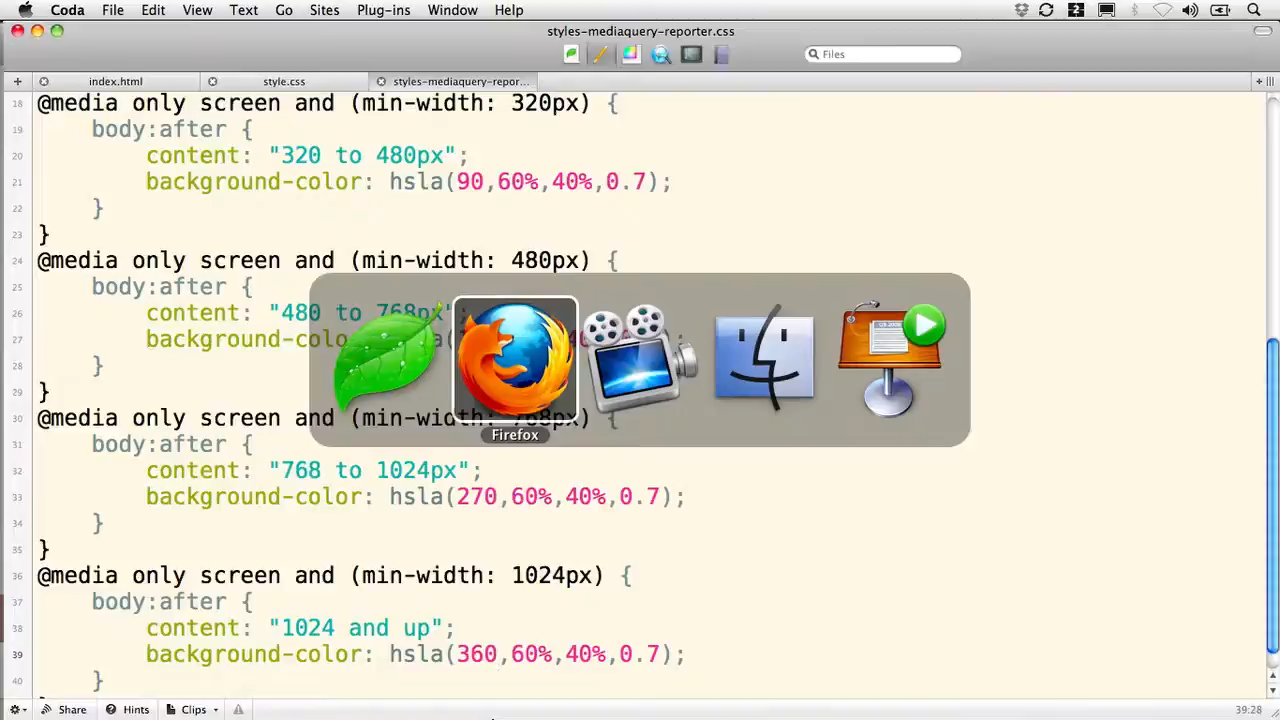 Coda File Edit View Text Go Sites Plug-ins Window Help
styles-mediaquery-reporter.css
Files
index.html style.css styles-mediaquery-repor...
18 @media only screen and (min-width: 320px) {
19 body:after {
20 content: "320 to 480px";
21 background-color: hsla(90,60%,40%,0.7);
22 }
23 }
24 @media only screen and (min-width: 480px) {
25 body:after {
26 content: "480 to 768px";
27 background-color: hsla(
28 }
29 }
30 @media only screen and (min-width: 768px) {
31 body:after {
32 content: "768 to 1024px";
33 background-color: hsla(270,60%,40%,0.7);
34 }
35 }
36 @media only screen and (min-width: 1024px) {
37 body:after {
38 content: "1024 and up";
39 background-color: hsla(360,60%,40%,0.7);
40 }
Firefox
Share Hints Clips 39:28